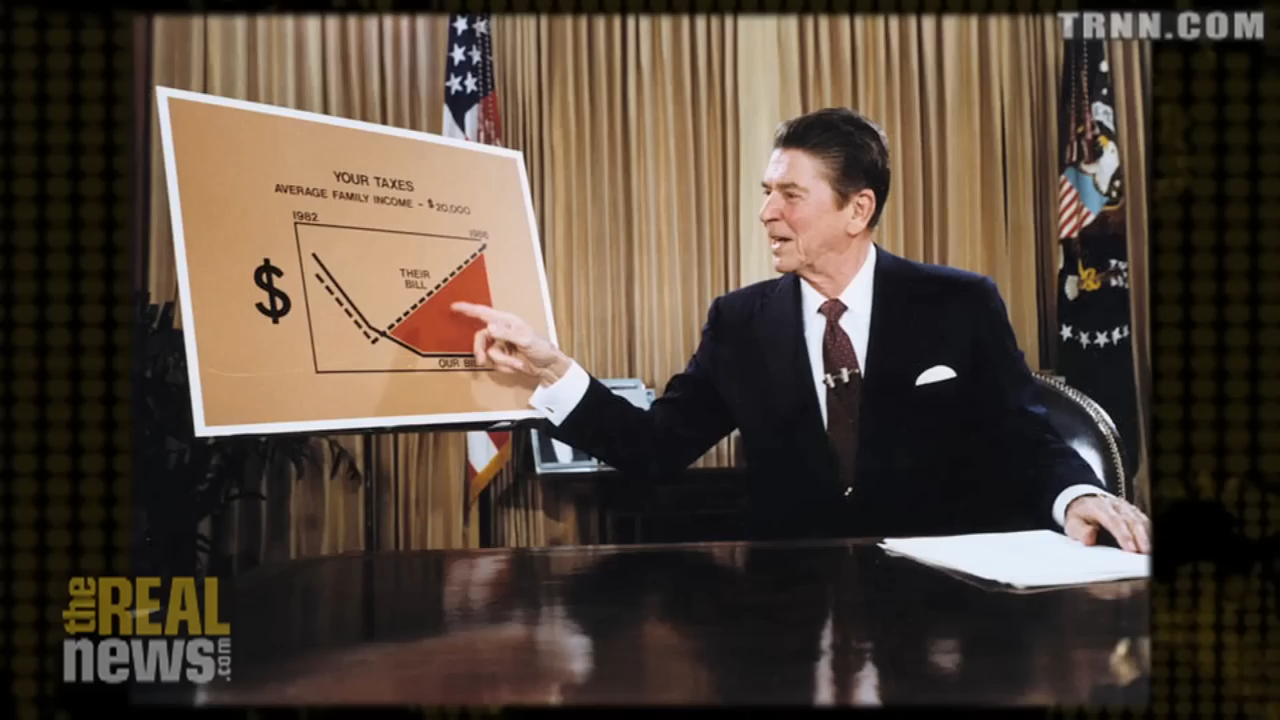 TRNN.COM
YOUR TAXES
AVERAGE FAMILY INCOME - $20,000
1982
1986
$
THEIR
BILL
OUR BILL
the
REAL
news.com